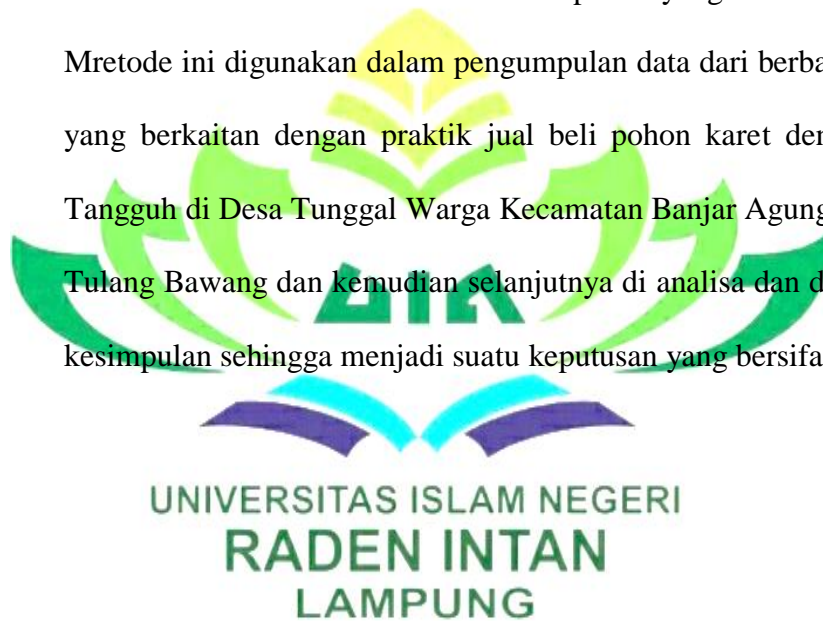 Mretode ini digunakan dalam pengumpulan data dari berba
yang berkaitan dengan praktik jual beli pohon karet den
Tangguh di Desa Tunggal Warga Kecamatan Banjar Agung
Tulang Bawang dan kemudian selanjutnya di analisa dan d
kesimpulan sehingga menjadi suatu keputusan yang bersifa
UNIVERSITAS ISLAM NEGERI
RADEN INTAN
LAMPUNG